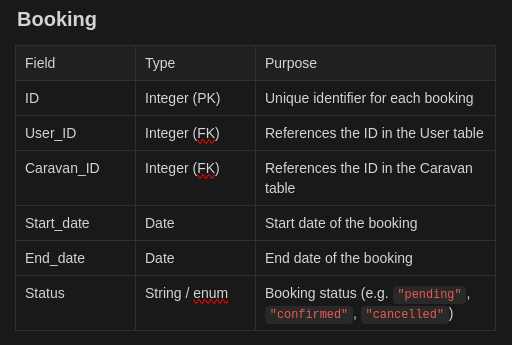 Booking
Field Type Purpose
ID Integer (PK) Unique identifier for each booking
User_ID Integer (FK) References the ID in the User table
Caravan_ID Integer (FK) References the ID in the Caravan
table
Start_date Date Start date of the booking
End_date Date End date of the booking
Status String / enum Booking status (e.g. "pending",
"confirmed", "cancelled")